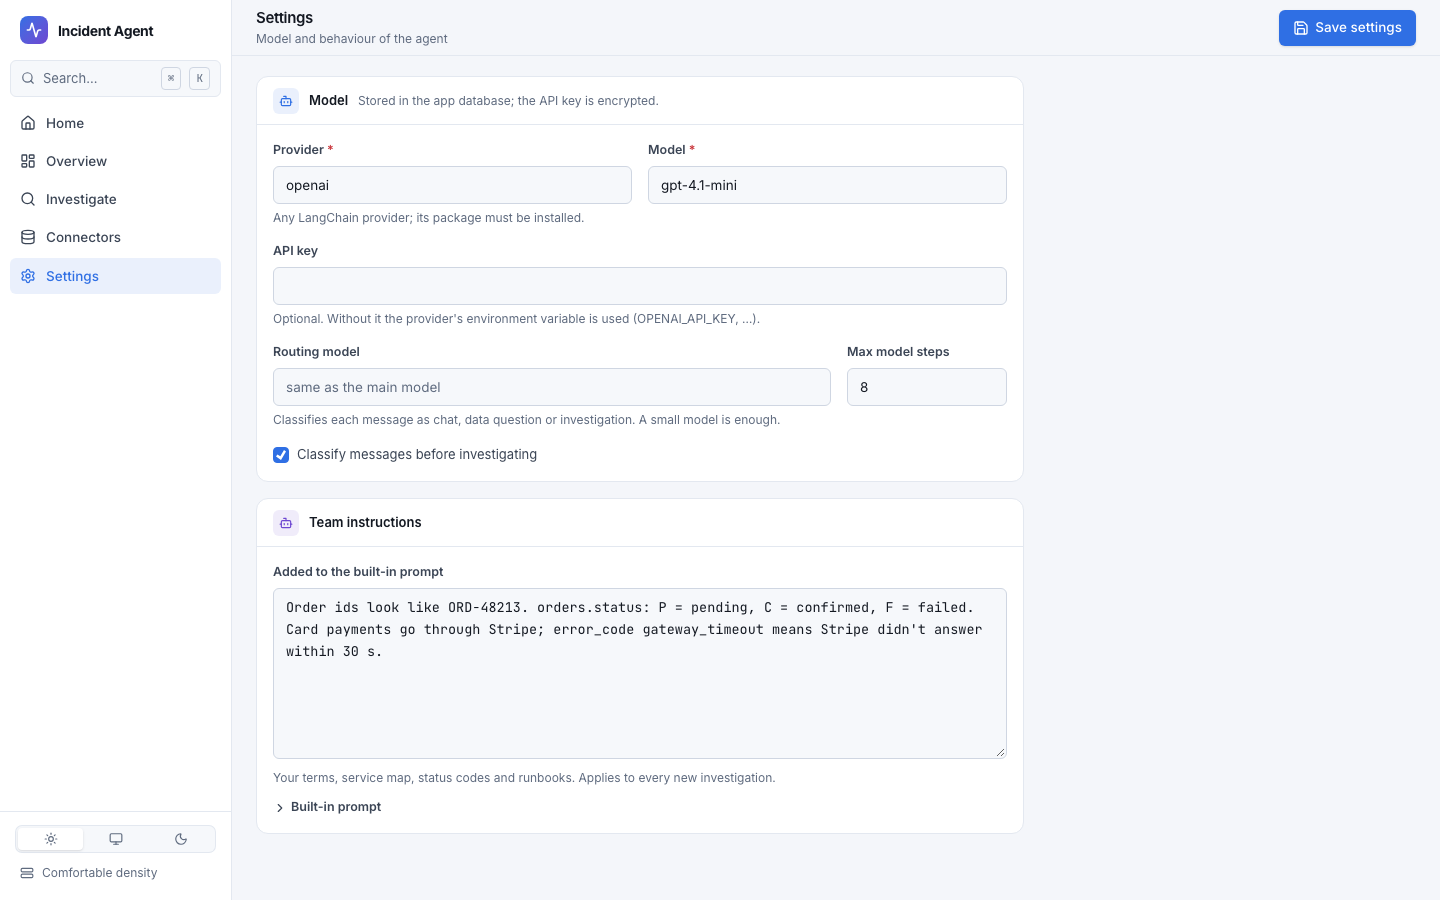 Incident Agent
Search...
⌘ K
Home
Overview
Investigate
Connectors
Settings
Comfortable density
Settings
Model and behaviour of the agent
Save settings
Model Stored in the app database; the API key is encrypted.
Provider * Model *
openai gpt-4.1-mini
Any LangChain provider; its package must be installed.
API key
Optional. Without it the provider's environment variable is used (OPENAI_API_KEY, ...).
Routing model Max model steps
same as the main model 8
Classifies each message as chat, data question or investigation. A small model is enough.
Classify messages before investigating
Team instructions
Added to the built-in prompt
Order ids look like ORD-48213. orders.status: P = pending, C = confirmed, F = failed.
Card payments go through Stripe; error_code gateway_timeout means Stripe didn't answer
within 30 s.
Your terms, service map, status codes and runbooks. Applies to every new investigation.
Built-in prompt